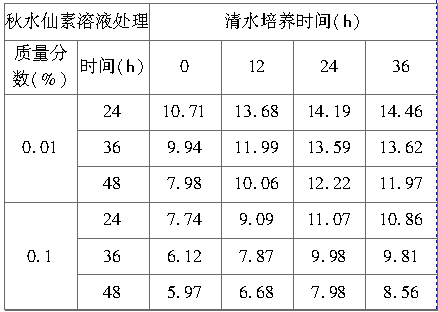 秋水仙素溶液处理 清水培养时间(h)
质量分数(%) 时间(h) 0 12 24 36
0.01 24 10.71 13.68 14.19 14.46
36 9.94 11.99 13.59 13.62
48 7.98 10.06 12.22 11.97
0.1 24 7.74 9.09 11.07 10.86
36 6.12 7.87 9.98 9.81
48 5.97 6.68 7.98 8.56